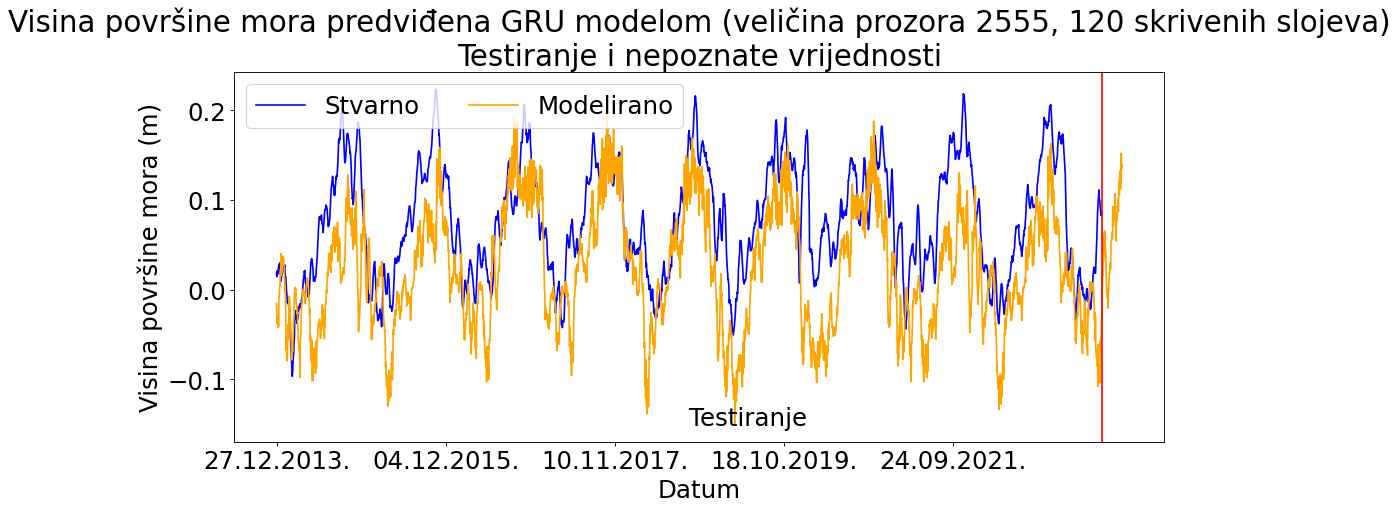 Visina površine mora predviđena GRU modelom (veličina prozora 2555, 120 skrivenih slojeva)
Testiranje i nepoznate vrijednosti
Stvarno Modelirano
Visina površine mora (m)
0.2
0.1
0.0
−0.1
Testiranje
27.12.2013. 04.12.2015. 10.11.2017. 18.10.2019. 24.09.2021.
Datum